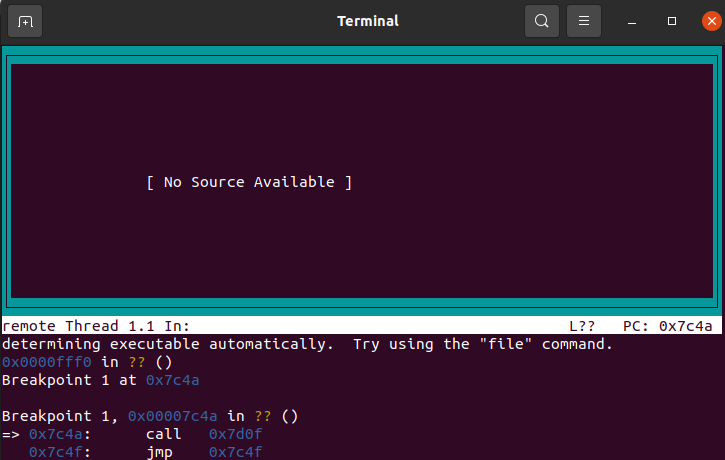 Terminal
[ No Source Available ]
remote Thread 1.1 In: L?? PC: 0x7c4a
determining executable automatically. Try using the "file" command.
0x0000fff0 in ?? ()
Breakpoint 1 at 0x7c4a
Breakpoint 1, 0x00007c4a in ?? ()
=> 0x7c4a: call 0x7d0f
0x7c4f: jmp 0x7c4f